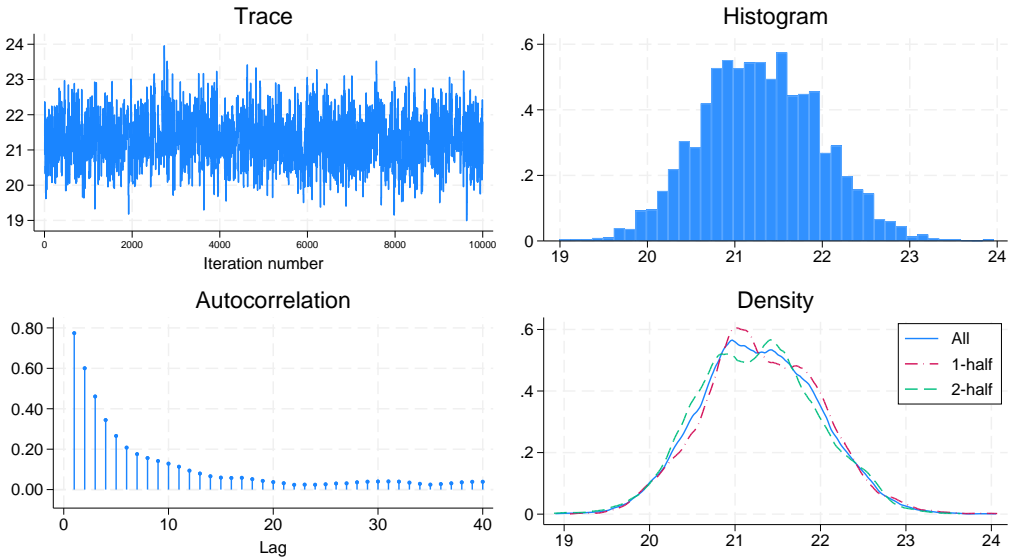 Trace
24
23
22
21
20
19
0 2000 4000 6000 8000 10000
Iteration number
Histogram
.6
.4
.2
0
19 20 21 22 23 24
Autocorrelation
0.80
0.60
0.40
0.20
0.00
0 10 20 30 40
Lag
Density
.6
.4
.2
0
19 20 21 22 23 24
All
1-half
2-half